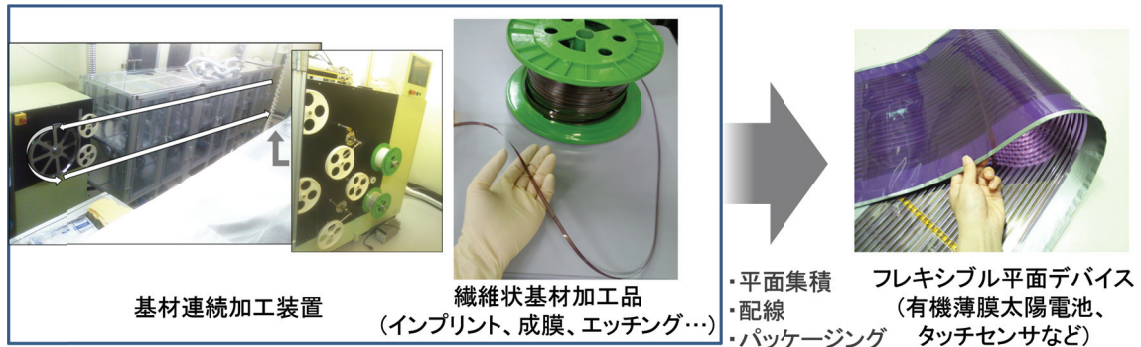 基材連続加工装置
繊維状基材加工品
（インプリント、成膜、エッチング…）
・平面集積
・配線
・パッケージング
フレキシブル平面デバイス
（有機薄膜太陽電池、
タッチセンサなど）